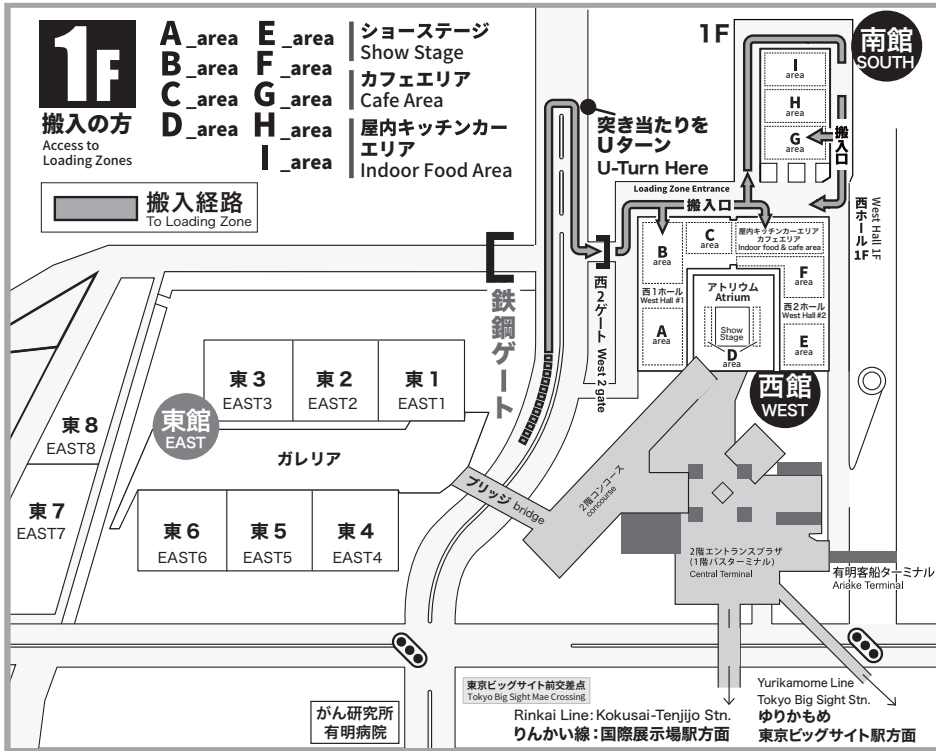 1F
搬入の方
Access to
Loading Zones
A_area
B_area
C_area
D_area
E_area
F_area
G_area
H_area
I_area
ショーステージ
Show Stage
カフェエリア
Cafe Area
屋内キッチンカー
エリア
Indoor Food Area
搬入経路
To Loading Zone
突き当たりを
Uターン
U-Turn Here
1F
南館
SOUTH
I
area
H
area
G
area
搬入口
Loading Zone Entrance
搬入口
West Hall 1F
西ホール 1F
B
area
C
area
屋内キッチンカーエリア
カフェエリア
Indoor food & cafe area
F
area
西1ホール
West Hall #1
アトリウム
Atrium
西2ホール
West Hall #2
A
area
Show
Stage
D
area
E
area
西館
WEST
鉄鋼ゲート
西2ゲート West 2 gate
東3
EAST3
東2
EAST2
東1
EAST1
東館
EAST
東8
EAST8
東7
EAST7
ガレリア
東6
EAST6
東5
EAST5
東4
EAST4
ブリッジ bridge
2階コンコース
concourse
2階エントランスプラザ
(1階バスターミナル)
Central Terminal
有明客船ターミナル
Ariake Terminal
がん研究所
有明病院
東京ビッグサイト前交差点
Tokyo Big Sight Mae Crossing
Rinkai Line: Kokusai-Tenjijo Stn.
りんかい線:国際展示場駅方面
Yurikamome Line
Tokyo Big Sight Stn.
ゆりかもめ
東京ビッグサイト駅方面